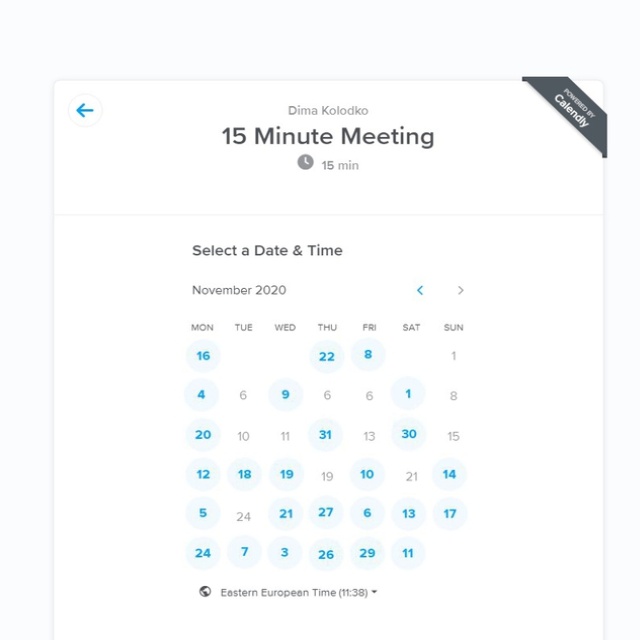 Dima Kolodko
15 Minute Meeting
15 min
POWERED BY
Calendly
Select a Date & Time
November 2020
MON TUE WED THU FRI SAT SUN
16 22 8 1
4 6 9 6 6 1 8
20 10 11 31 13 30 15
12 18 19 19 10 21 14
5 24 21 27 6 13 17
24 7 3 26 29 11
Eastern European Time (11:38)